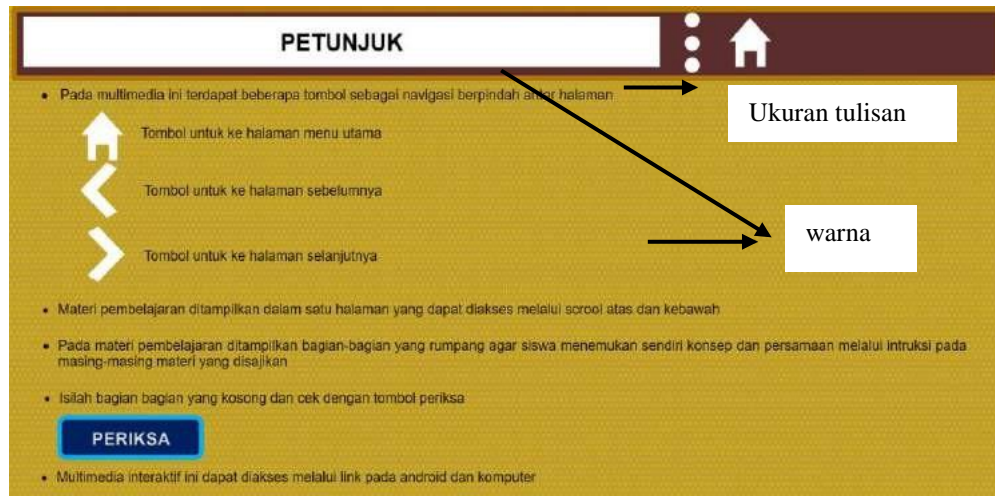 PETUNJUK
• Pada multimedia ini terdapat beberapa tombol sebagai navigasi berpindah antar halaman
Ukuran tulisan
Tombol untuk ke halaman menu utama
Tombol untuk ke halaman sebelumnya
warna
Tombol untuk ke halaman selanjutnya
• Materi pembelajaran ditampilkan dalam satu halaman yang dapat diakses melalui scrool atas dan kebawah
• Pada materi pembelajaran ditampilkan bagian-bagian yang rumpang agar siswa menemukan sendiri konsep dan persamaan melalui intruksi pada
masing-masing materi yang disajikan
• Isilah bagian bagian yang kosong dan cek dengan tombol periksa
PERIKSA
• Multimedia interaktif ini dapat diakses melalui link pada android dan komputer